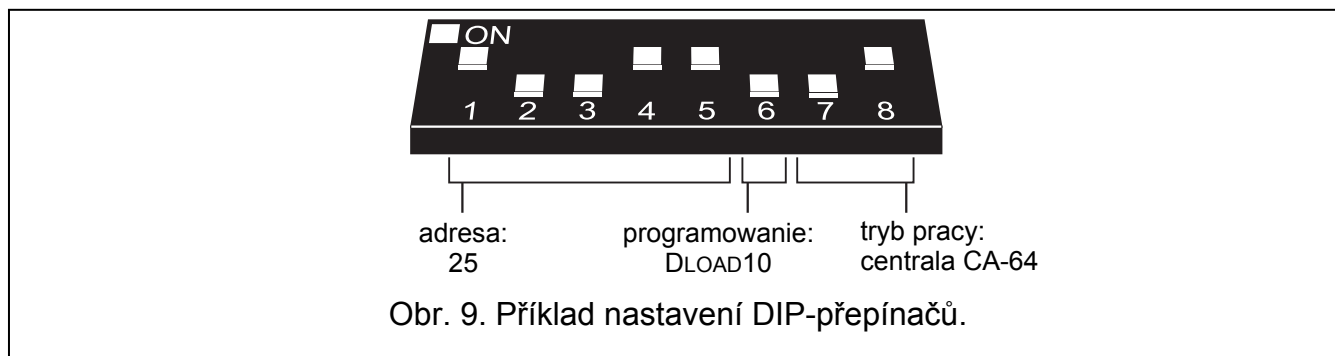 ON
1 2 3 4 5 6 7 8
adresa: programowanie: tryb pracy:
25 DLOAD10 centrala CA-64
Obr. 9. Příklad nastavení DIP-přepínačů.